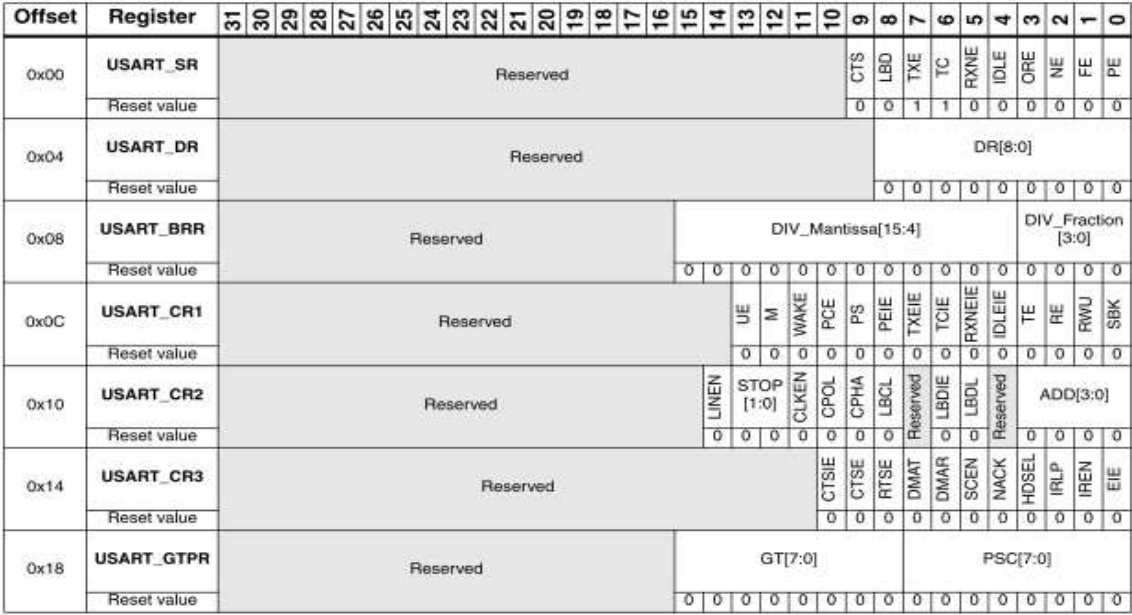 Offset Register 31 30 29 28 27 26 25 24 23 22 21 20 19 18 17 16 15 14 13 12 11 10 9 8 7 6 5 4 3 2 1 0
0x00 USART_SR Reserved CTS LBD TXE TC RXNE IDLE ORE NE FE PE
Reset value 0 0 1 1 0 0 0 0 0 0
0x04 USART_DR Reserved DR[8:0]
Reset value 0 0 0 0 0 0 0 0 0
0x08 USART_BRR Reserved DIV_Mantissa[15:4] DIV_Fraction
[3:0]
Reset value 0 0 0 0 0 0 0 0 0 0 0 0 0 0 0 0
0x0C USART_CR1 Reserved UE M WAKE PCE PS PEIE TXEIE TCIE RXNEIE IDLEIE TE RE RWU SBK
Reset value 0 0 0 0 0 0 0 0 0 0 0 0 0 0
0x10 USART_CR2 Reserved LINEN STOP
[1:0] CLKEN CPOL CPHA LBCL Reserved LBDIE LBDL Reserved ADD[3:0]
Reset value 0 0 0 0 0 0 0 0 0 0 0 0 0
0x14 USART_CR3 Reserved CTSIE CTSE RTSE DMAT DMAR SCEN NACK HDSEL IRLP IREN EIE
Reset value 0 0 0 0 0 0 0 0 0 0 0
0x18 USART_GTPR Reserved GT[7:0] PSC[7:0]
Reset value 0 0 0 0 0 0 0 0 0 0 0 0 0 0 0 0